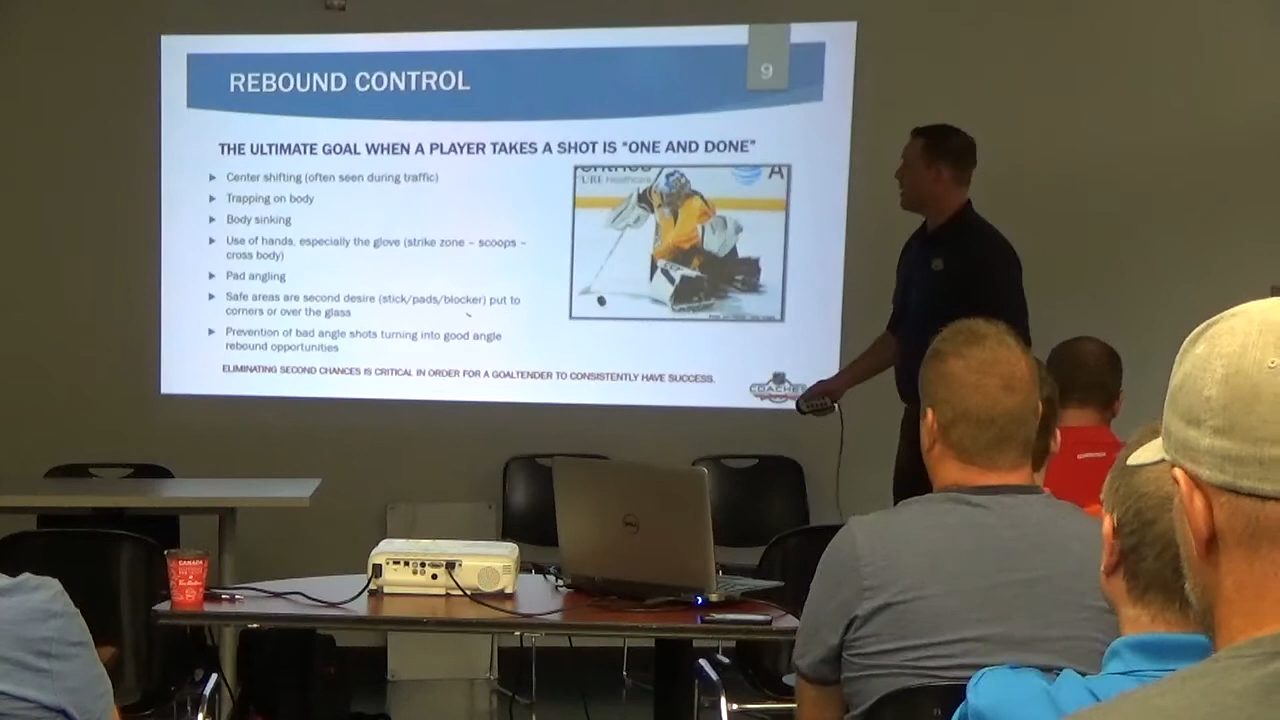 9
REBOUND CONTROL
THE ULTIMATE GOAL WHEN A PLAYER TAKES A SHOT IS "ONE AND DONE"
Center shifting (often seen during traffic)
Trapping on body
Body sinking
Use of hands, especially the glove (strike zone – scoops –
cross body)
Pad angling
Safe areas are second desire (stick/pads/blocker) put to
corners or over the glass
Prevention of bad angle shots turning into good angle
rebound opportunities
ELIMINATING SECOND CHANCES IS CRITICAL IN ORDER FOR A GOALTENDER TO CONSISTENTLY HAVE SUCCESS.
A
COACHES
DELL
CANADA